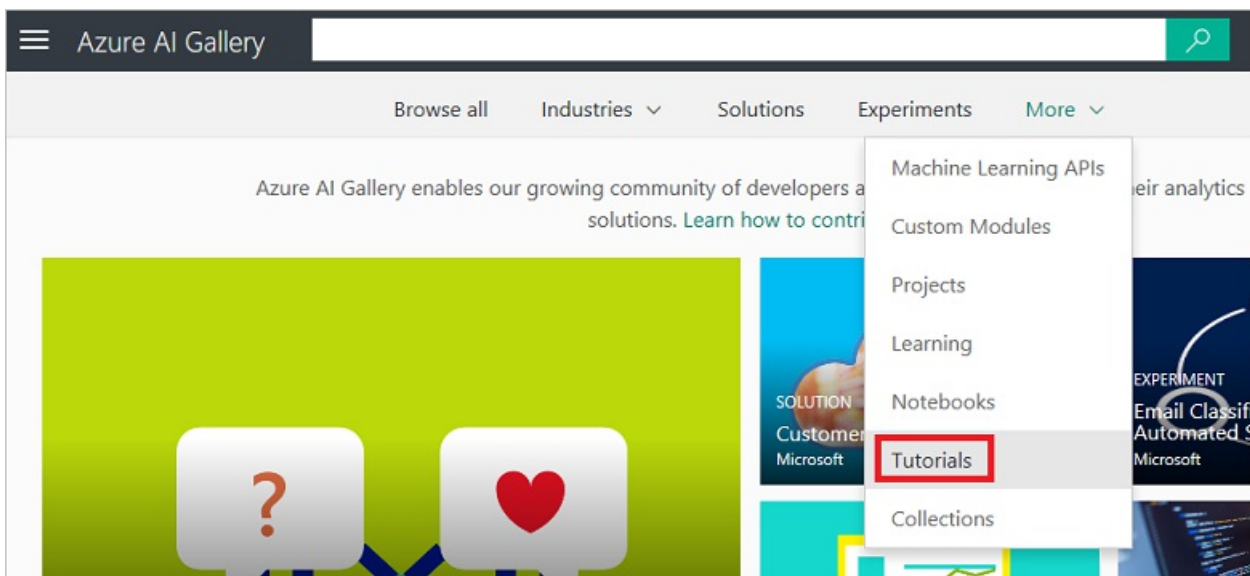 Azure AI Gallery
Browse all Industries Solutions Experiments More
Azure AI Gallery enables our growing community of developers a eir analytics
solutions. Learn how to contri
Machine Learning APIs
Custom Modules
Projects
Learning
Notebooks
Tutorials
Collections
?
SOLUTION
Customer
Microsoft
EXPERIMENT
Email Classif
Automated S
Microsoft